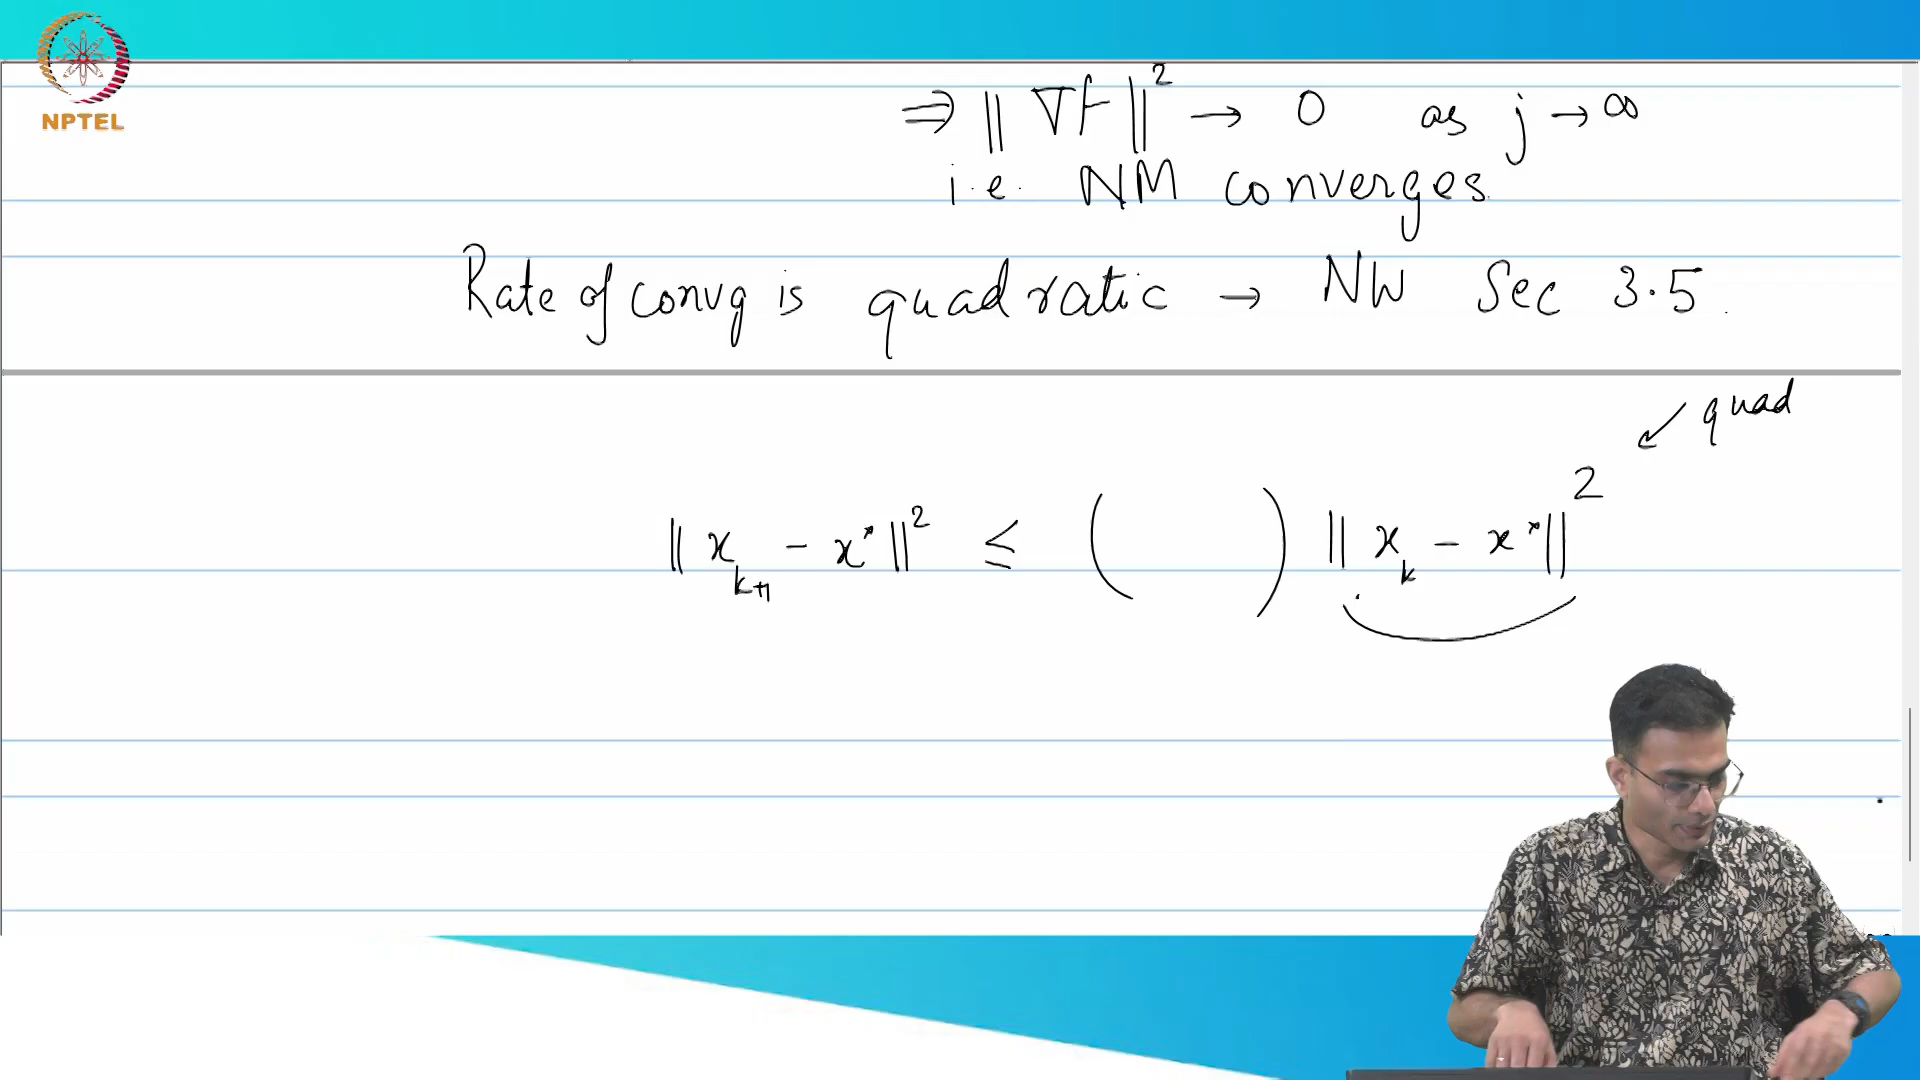 NPTEL
⇒ || ∇f ||² → 0 as j → ∞
i.e. NM converges.
Rate of convg is quadratic → NW Sec 3.5.
quad
|| x_{k+1} - x* ||² ≤ ( ) || x_k - x* ||²